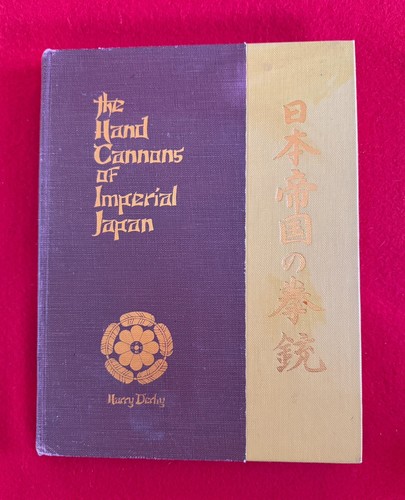 the
Hand
Cannons
of
Imperial
Japan
Harry Derby
日本帝国の拳銃